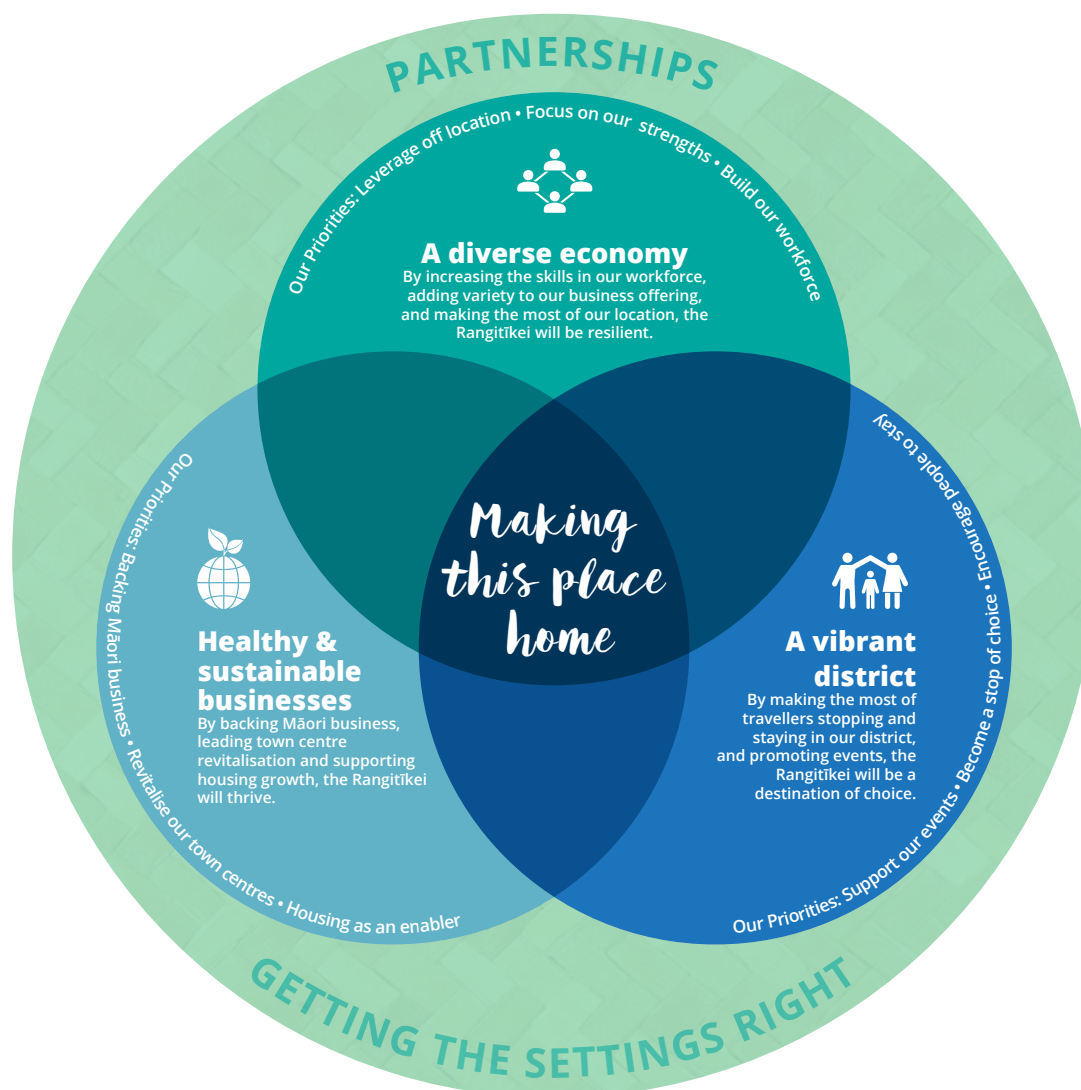 PARTNERSHIPS
Our Priorities: Leverage off location • Focus on our strengths • Build our workforce
A diverse economy
By increasing the skills in our workforce,
adding variety to our business offering,
and making the most of our location, the
Rangitīkei will be resilient.
Our Priorities: Backing Māori business • Revitalise our town centres • Housing as an enabler
Healthy &
sustainable
businesses
By backing Māori business,
leading town centre
revitalisation and supporting
housing growth, the Rangitīkei
will thrive.
Making
this place
home
Our Priorities: Support our events • Become a stop of choice • Encourage people to stay
A vibrant
district
By making the most of
travellers stopping and
staying in our district,
and promoting events, the
Rangitīkei will be a
destination of choice.
GETTING THE SETTINGS RIGHT